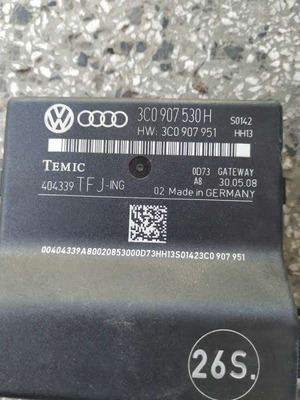 3C0 907 530 H S0142
HW: 3C0 907 951 HH13
TEMIC 0D73 GATEWAY
A8 30.05.08
404339 TFJ-ING 02 Made in GERMANY
00404339A80020853000D73HH13S01423C0 907 951
26S.